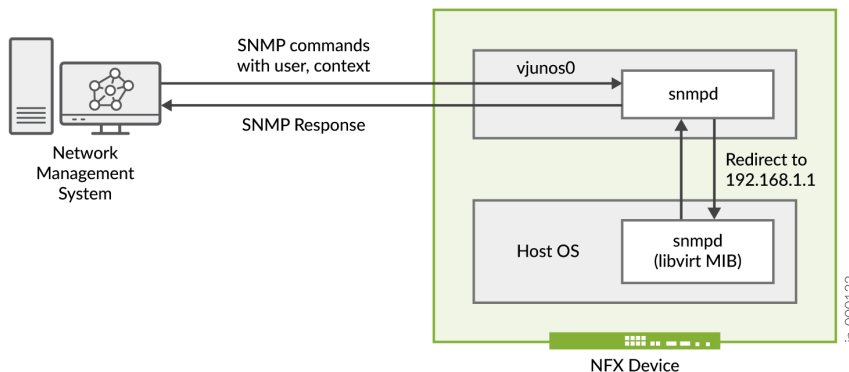 SNMP commands
with user, context
SNMP Response
Network
Management
System
vjunos0
snmpd
Redirect to
192.168.1.1
Host OS
snmpd
(libvirt MIB)
NFX Device